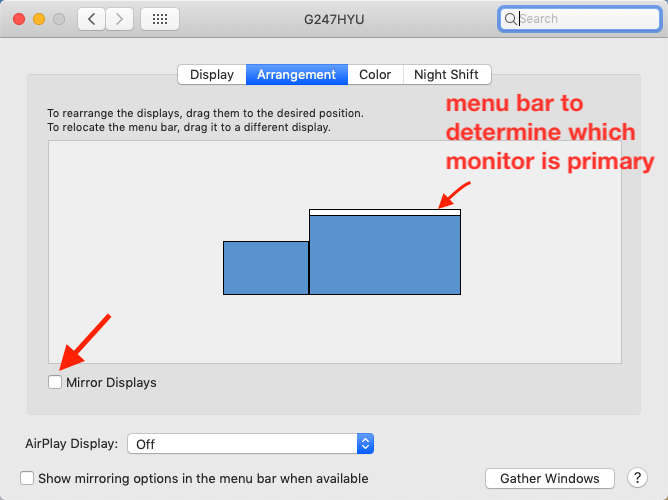 G247HYU
Search
Display Arrangement Color Night Shift
To rearrange the displays, drag them to the desired position.
To relocate the menu bar, drag it to a different display.
menu bar to
determine which
monitor is primary
Mirror Displays
AirPlay Display: Off
Show mirroring options in the menu bar when available
Gather Windows ?